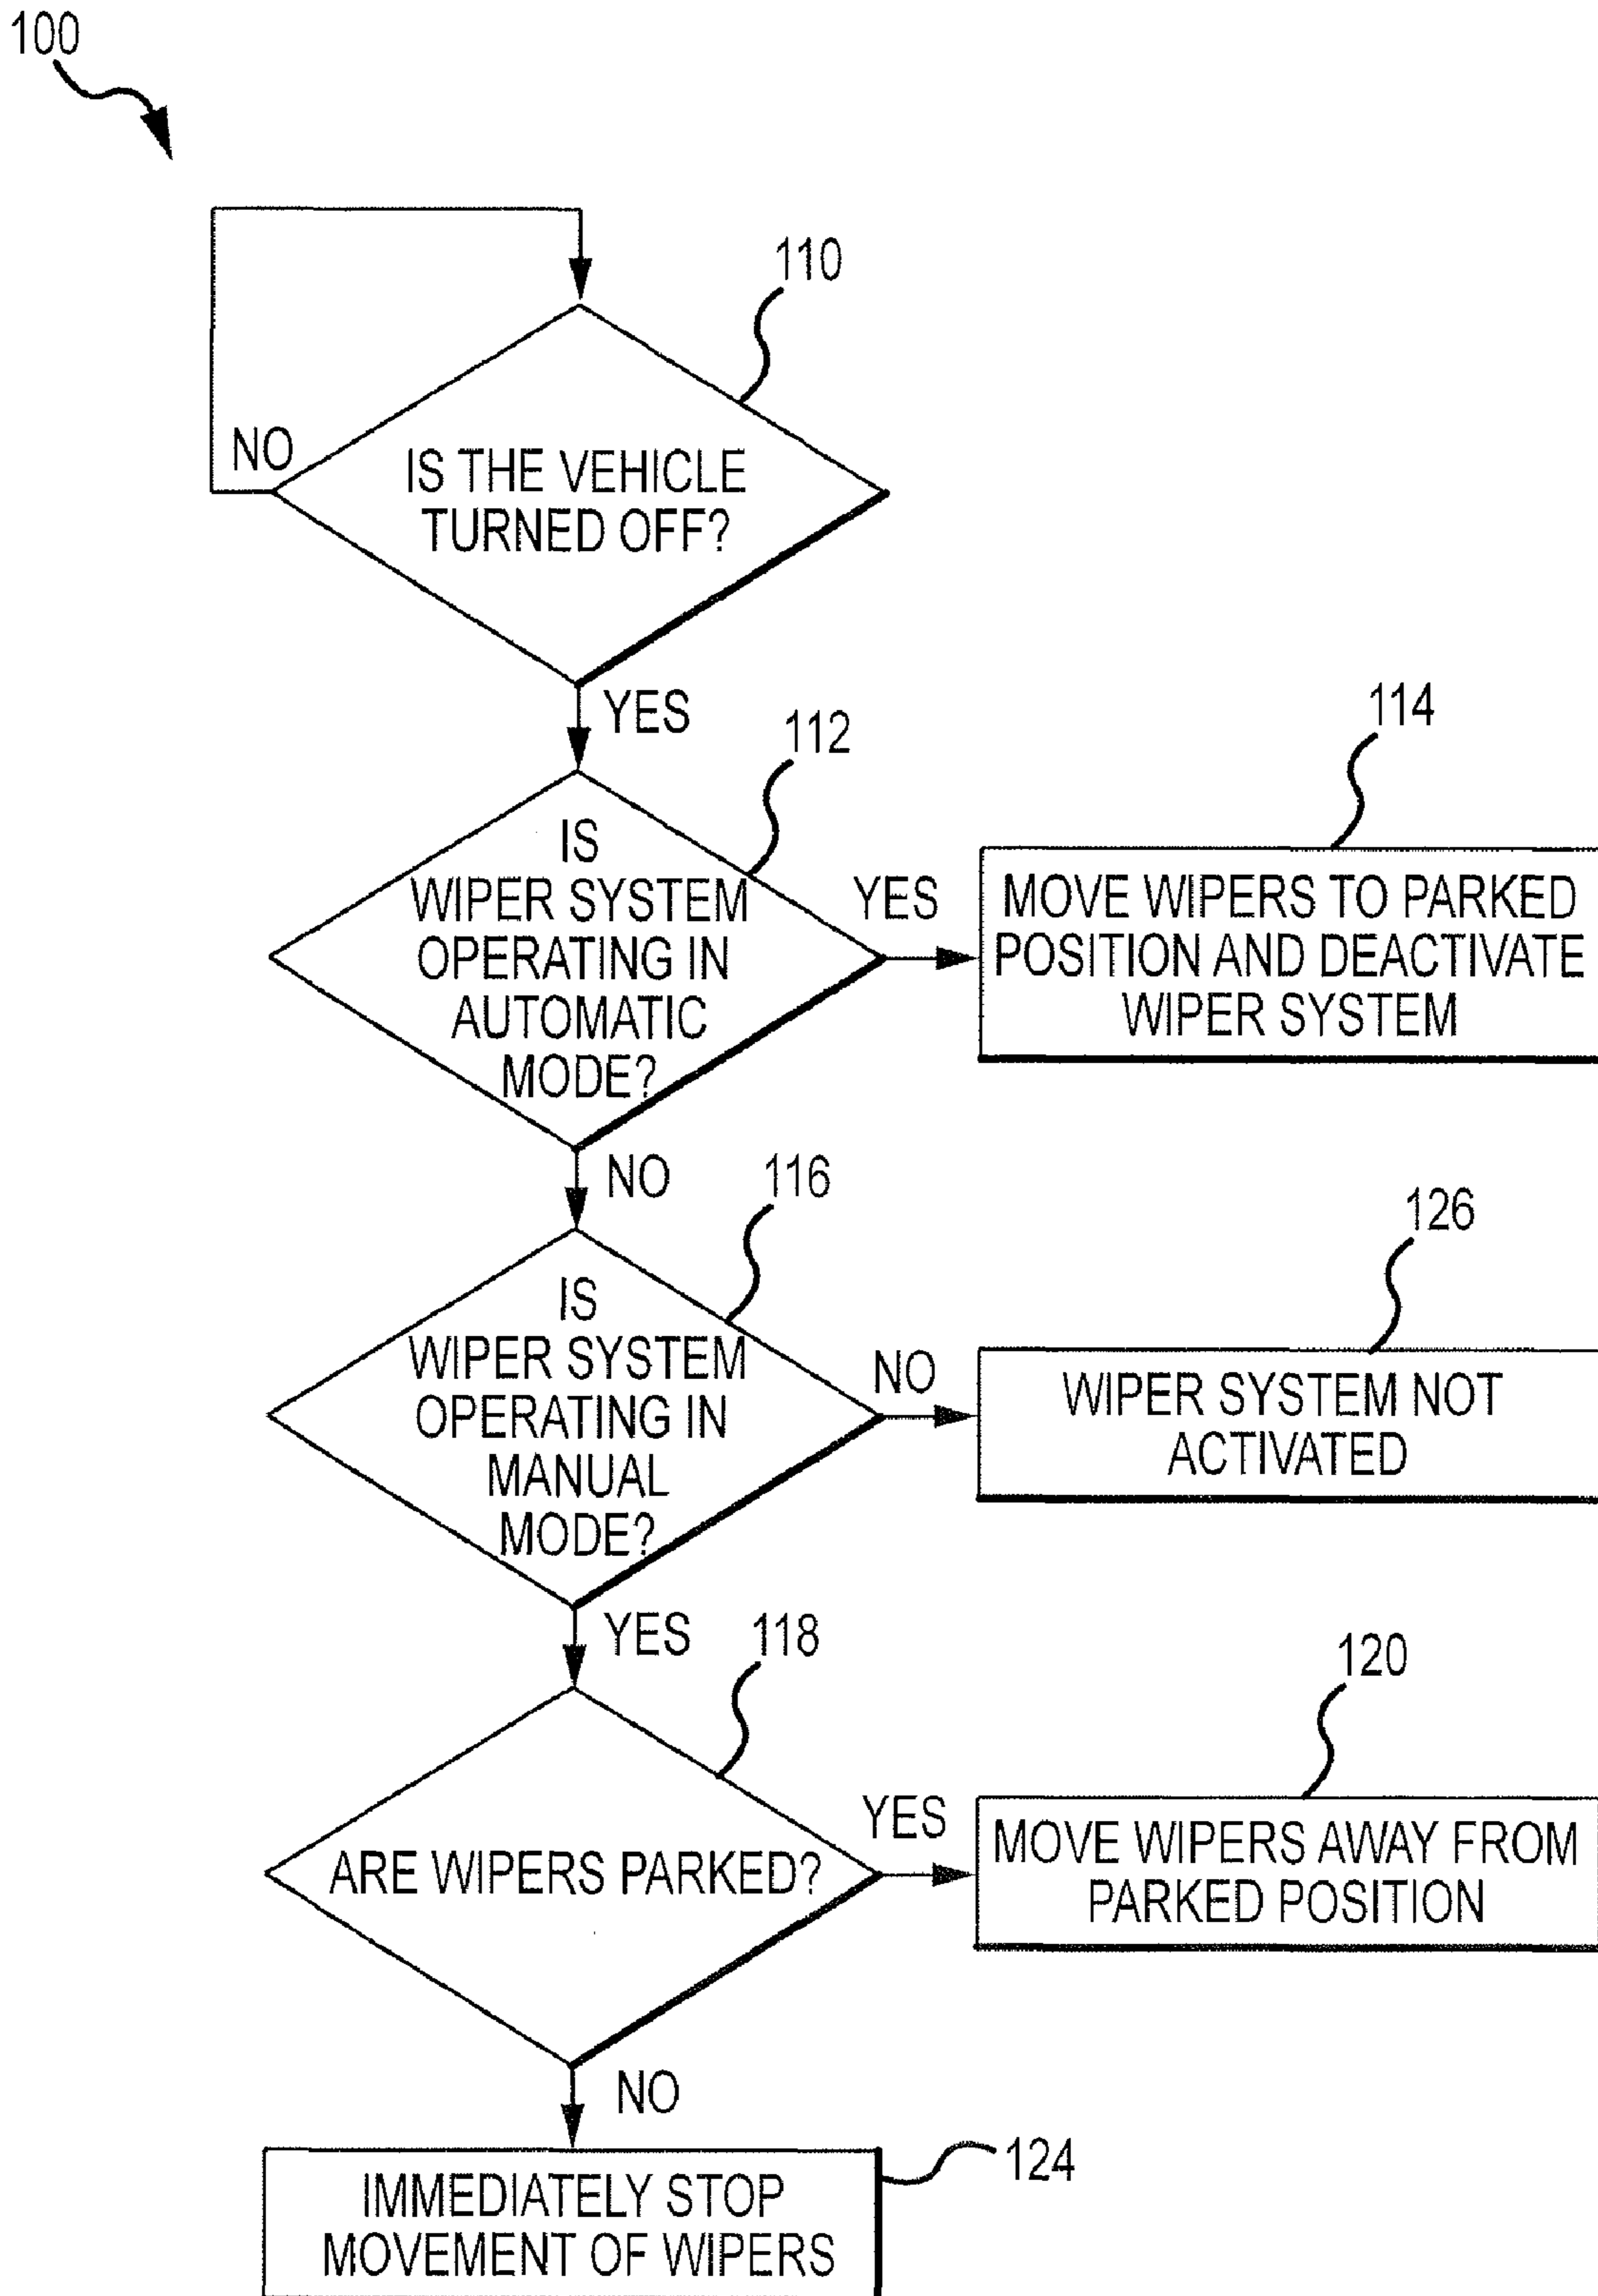 100
110
NO
IS THE VEHICLE
TURNED OFF?
YES
112
114
IS
WIPER SYSTEM
OPERATING IN
AUTOMATIC
MODE?
YES
MOVE WIPERS TO PARKED
POSITION AND DEACTIVATE
WIPER SYSTEM
NO
116
126
IS
WIPER SYSTEM
OPERATING IN
MANUAL
MODE?
NO
WIPER SYSTEM NOT
ACTIVATED
YES
118
120
ARE WIPERS PARKED?
YES
MOVE WIPERS AWAY FROM
PARKED POSITION
NO
124
IMMEDIATELY STOP
MOVEMENT OF WIPERS